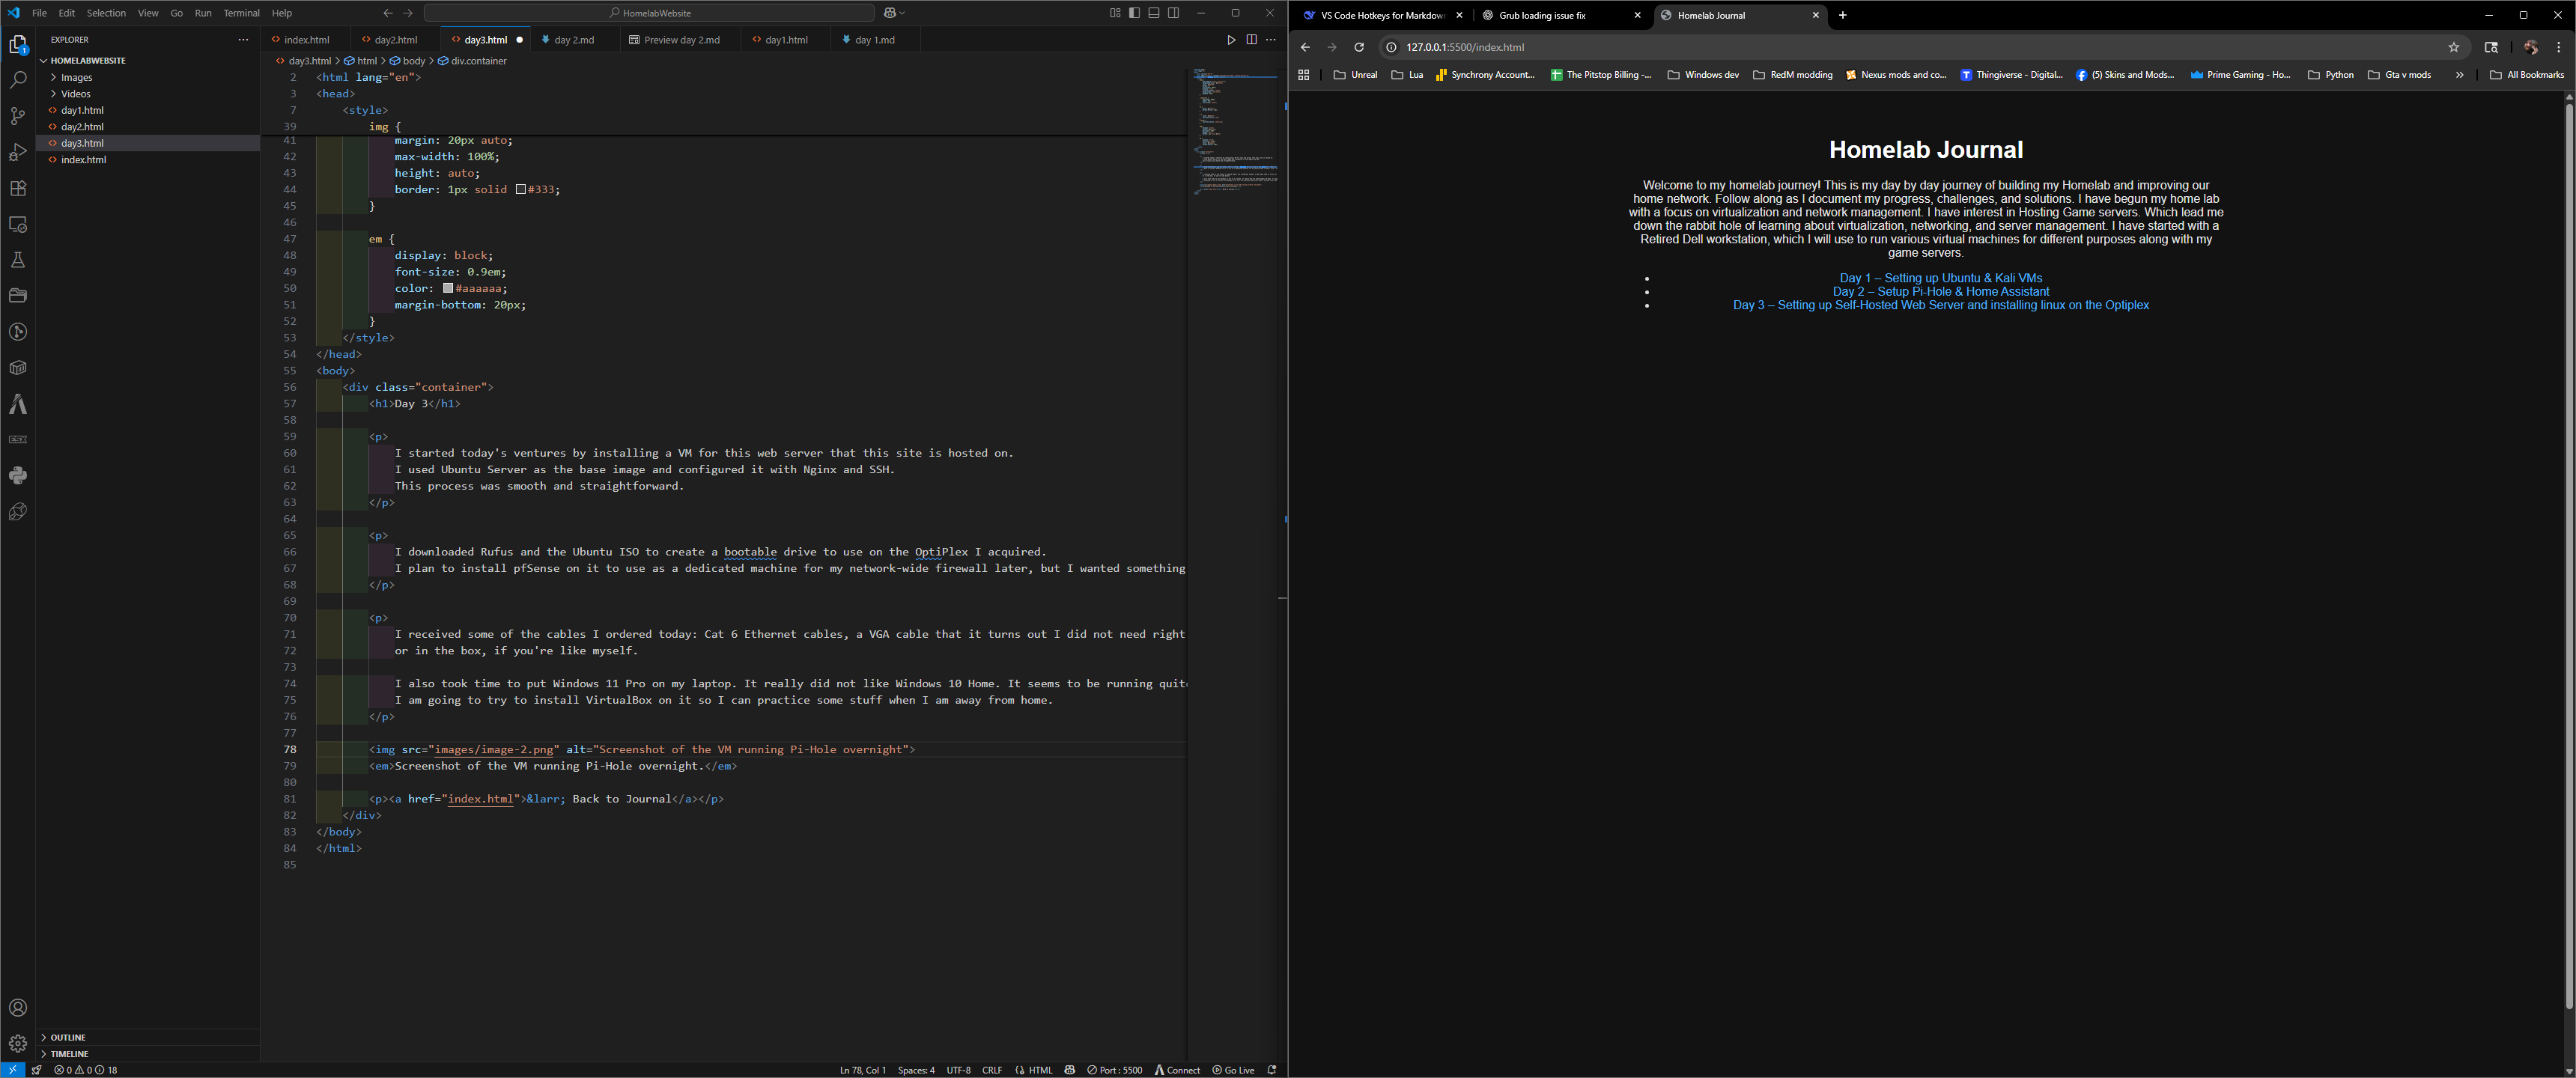 File Edit Selection View Go Run Terminal Help
HomelabWebsite
EXPLORER
HOMELABWEBSITE
Images
Videos
day1.html
day2.html
day3.html
index.html
OUTLINE
TIMELINE
index.html day2.html day3.html day 2.md Preview day 2.md day1.html day 1.md
day3.html > html > body > div.container
2 <html lang="en">
3 <head>
7 <style>
39 img {
41 margin: 20px auto;
42 max-width: 100%;
43 height: auto;
44 border: 1px solid #333;
45 }
46
47 em {
48 display: block;
49 font-size: 0.9em;
50 color: #aaaaaa;
51 margin-bottom: 20px;
52 }
53 </style>
54 </head>
55 <body>
56 <div class="container">
57 <h1>Day 3</h1>
58
59 <p>
60 I started today's ventures by installing a VM for this web server that this site is hosted on.
61 I used Ubuntu Server as the base image and configured it with Nginx and SSH.
62 This process was smooth and straightforward.
63 </p>
64
65 <p>
66 I downloaded Rufus and the Ubuntu ISO to create a bootable drive to use on the OptiPlex I acquired.
67 I plan to install pfSense on it to use as a dedicated machine for my network-wide firewall later, but I wanted something
68 </p>
69
70 <p>
71 I received some of the cables I ordered today: Cat 6 Ethernet cables, a VGA cable that it turns out I did not need right
72 or in the box, if you're like myself.
73
74 I also took time to put Windows 11 Pro on my laptop. It really did not like Windows 10 Home. It seems to be running quit
75 I am going to try to install VirtualBox on it so I can practice some stuff when I am away from home.
76 </p>
77
78 <img src="images/image-2.png" alt="Screenshot of the VM running Pi-Hole overnight">
79 <em>Screenshot of the VM running Pi-Hole overnight.</em>
80
81 <p><a href="index.html">&larr; Back to Journal</a></p>
82 </div>
83 </body>
84 </html>
85
0 0 18
Ln 78, Col 1 Spaces: 4 UTF-8 CRLF HTML Port : 5500 Connect Go Live
VS Code Hotkeys for Markdow Grub loading issue fix Homelab Journal
127.0.0.1:5500/index.html
Unreal Lua Synchrony Account... The Pitstop Billing -... Windows dev RedM modding Nexus mods and co... Thingiverse - Digital... (5) Skins and Mods... Prime Gaming - Ho... Python Gta v mods » All Bookmarks
Homelab Journal
Welcome to my homelab journey! This is my day by day journey of building my Homelab and improving our
home network. Follow along as I document my progress, challenges, and solutions. I have begun my home lab
with a focus on virtualization and network management. I have interest in Hosting Game servers. Which lead me
down the rabbit hole of learning about virtualization, networking, and server management. I have started with a
Retired Dell workstation, which I will use to run various virtual machines for different purposes along with my
game servers.
• Day 1 – Setting up Ubuntu & Kali VMs
• Day 2 – Setup Pi-Hole & Home Assistant
• Day 3 – Setting up Self-Hosted Web Server and installing linux on the Optiplex